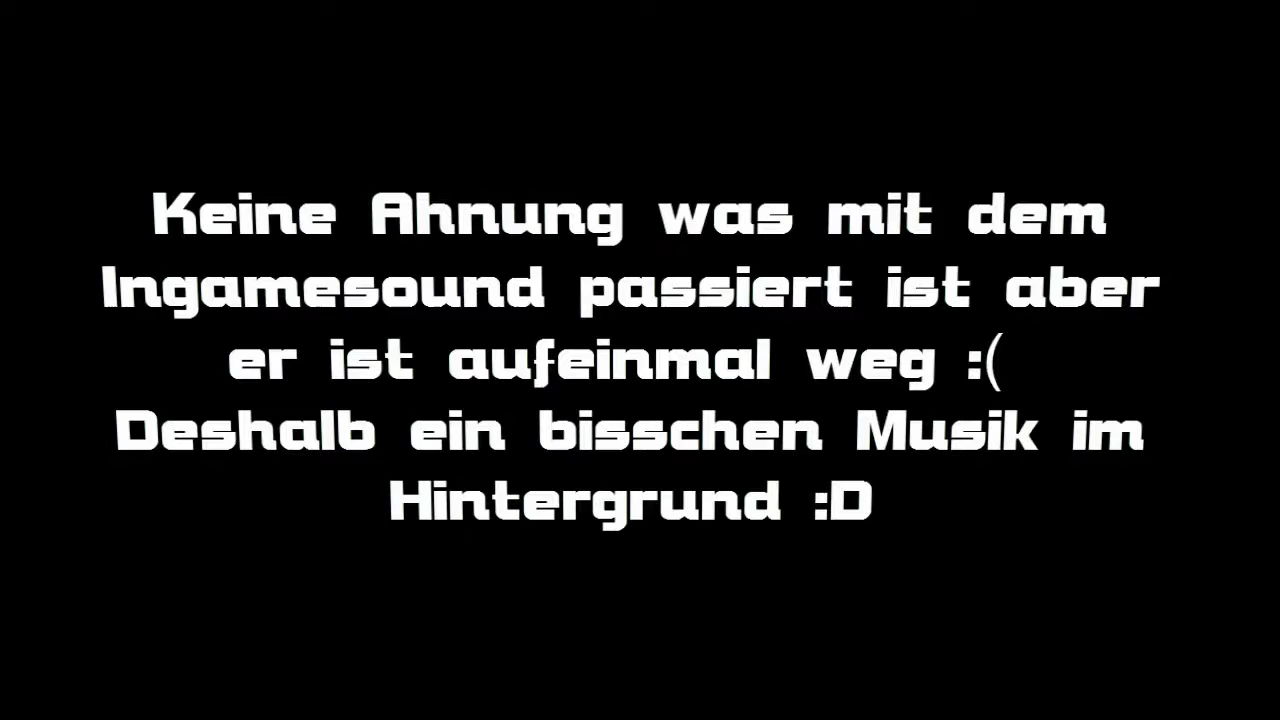 Keine Ahnung was mit dem
Ingamesound passiert ist aber
er ist aufeinmal weg :(
Deshalb ein bisschen Musik im
Hintergrund :D